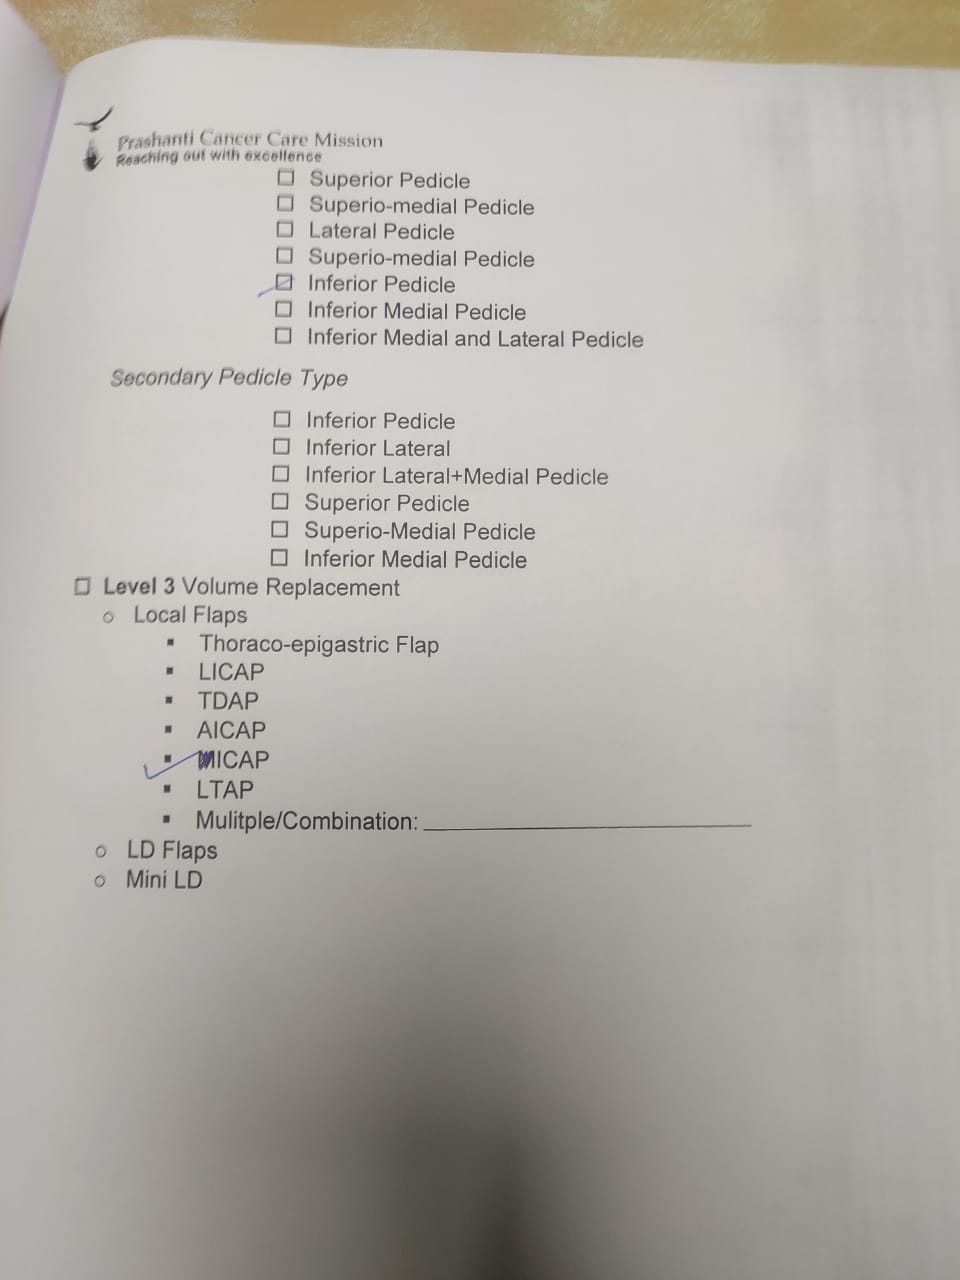 Prashanti Cancer Care Mission
Reaching out with excellence
☐ Superior Pedicle
☐ Superio-medial Pedicle
☐ Lateral Pedicle
☐ Superio-medial Pedicle
☑ Inferior Pedicle
☐ Inferior Medial Pedicle
☐ Inferior Medial and Lateral Pedicle
Secondary Pedicle Type
☐ Inferior Pedicle
☐ Inferior Lateral
☐ Inferior Lateral+Medial Pedicle
☐ Superior Pedicle
☐ Superio-Medial Pedicle
☐ Inferior Medial Pedicle
☐ Level 3 Volume Replacement
o Local Flaps
▪ Thoraco-epigastric Flap
▪ LICAP
▪ TDAP
▪ AICAP
▪ MICAP
▪ LTAP
▪ Mulitple/Combination: ____________________
o LD Flaps
o Mini LD